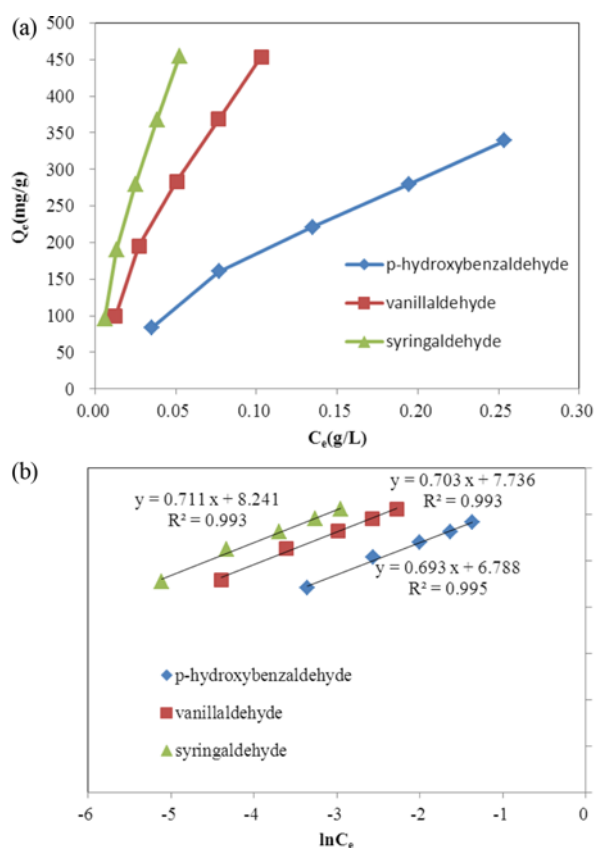 (a)
500
450
400
350
300
250
200
150
100
50
0
Qe(mg/g)
p-hydroxybenzaldehyde
vanillaldehyde
syringaldehyde
0.00 0.05 0.10 0.15 0.20 0.25 0.30
Ce(g/L)
(b)
y = 0.711 x + 8.241
R² = 0.993
y = 0.703 x + 7.736
R² = 0.993
y = 0.693 x + 6.788
R² = 0.995
p-hydroxybenzaldehyde
vanillaldehyde
syringaldehyde
-6 -5 -4 -3 -2 -1 0
lnCe